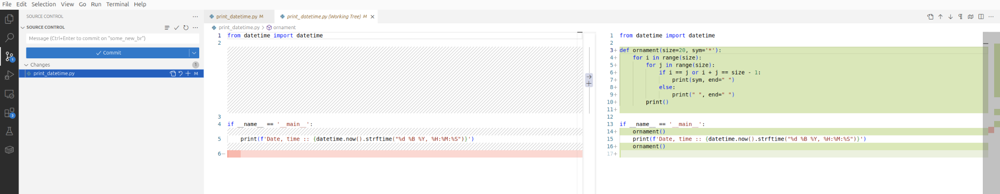 File Edit Selection View Go Run Terminal Help
SOURCE CONTROL
SOURCE CONTROL
Message (Ctrl+Enter to commit on "some_new_br")
Commit
Changes 1
print_datetime.py M
1
3
print_datetime.py M
print_datetime.py (Working Tree) M
print_datetime.py > ornament
1 from datetime import datetime
2
3
4 if __name__ == '__main__':
5     print(f'Date, time :: {datetime.now().strftime("%d %B %Y, %H:%M:%S")}')
6−
1 from datetime import datetime
2
3+ def ornament(size=20, sym='*'):
4+     for i in range(size):
5+         for j in range(size):
6+             if i == j or i + j == size - 1:
7+                 print(sym, end=" ")
8+             else:
9+                 print(" ", end=" ")
10+         print()
11+
12
13 if __name__ == '__main__':
14+     ornament()
15     print(f'Date, time :: {datetime.now().strftime("%d %B %Y, %H:%M:%S")}')
16+     ornament()
17+